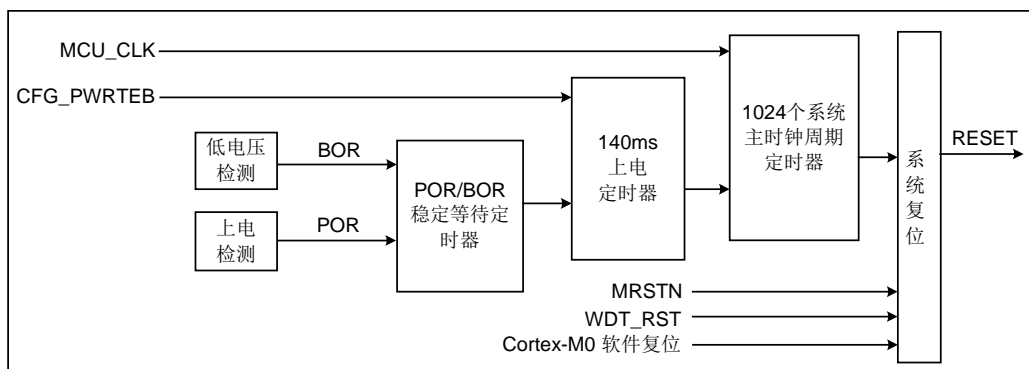 MCU_CLK
CFG_PWRTEB
低电压
检测
BOR
上电
检测
POR
POR/BOR
稳定等待定
时器
140ms
上电
定时器
1024个系统
主时钟周期
定时器
系
统
复
位
RESET
MRSTN
WDT_RST
Cortex-M0 软件复位